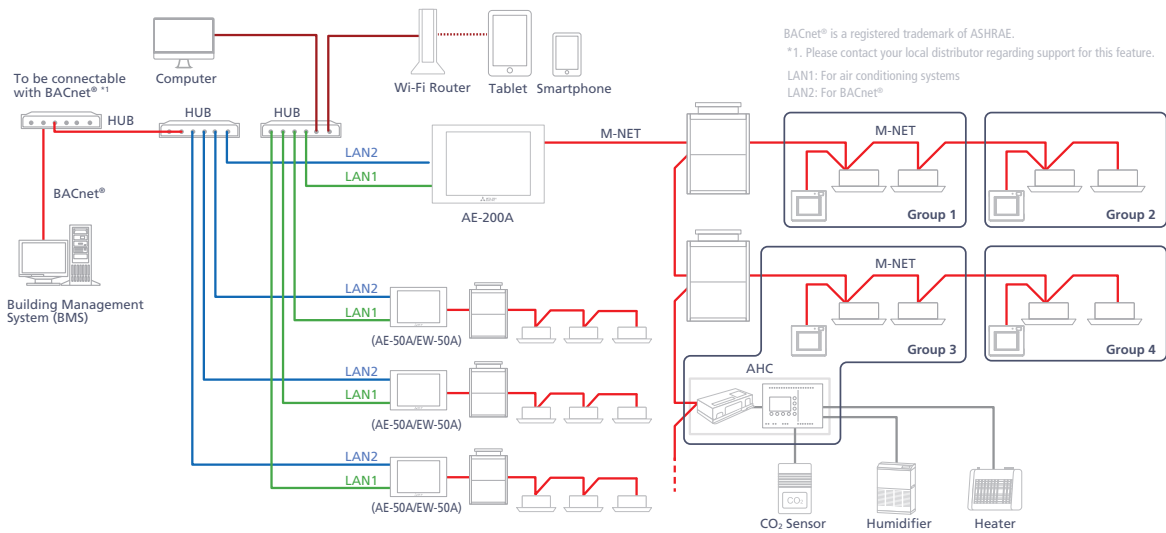 BACnet® is a registered trademark of ASHRAE.
*1. Please contact your local distributor regarding support for this feature.
LAN1: For air conditioning systems
LAN2: For BACnet®
To be connectable
with BACnet® *1
Computer
Wi-Fi Router
Tablet
Smartphone
HUB
HUB
HUB
M-NET
M-NET
LAN2
LAN1
BACnet®
AE-200A
Group 1
Group 2
Building Management
System (BMS)
LAN2
LAN1
(AE-50A/EW-50A)
M-NET
Group 3
Group 4
AHC
LAN2
LAN1
(AE-50A/EW-50A)
LAN2
LAN1
(AE-50A/EW-50A)
CO₂
CO₂ Sensor
Humidifier
Heater